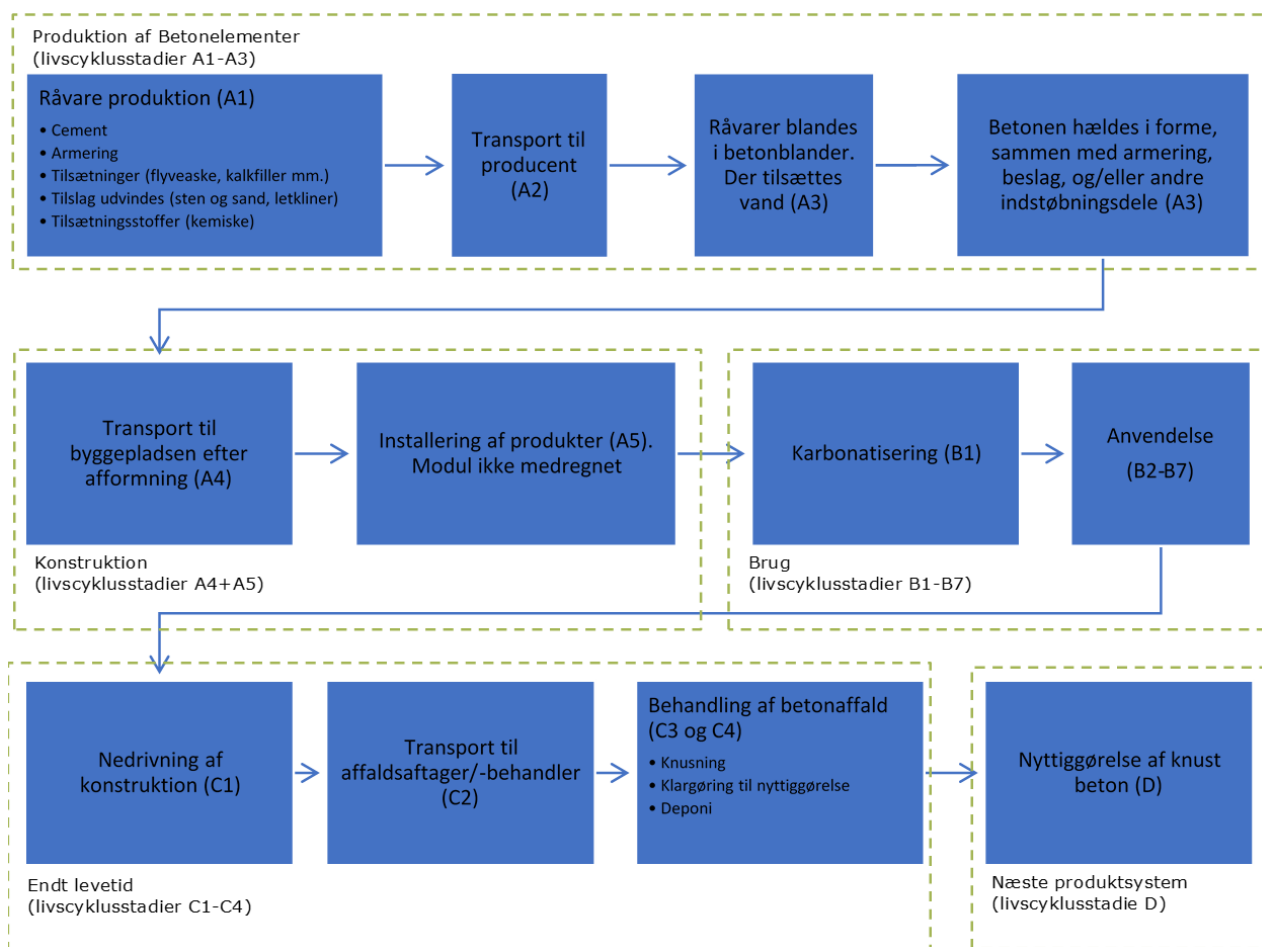 Produktion af Betonelementer
(livscyklusstadier A1-A3)
Råvare produktion (A1)
• Cement
• Armering
• Tilsætninger (flyveaske, kalkfiller mm.)
• Tilslag udvindes (sten og sand, letkliner)
• Tilsætningsstoffer (kemiske)
Transport til
producent
(A2)
Råvarer blandes
i betonblander.
Der tilsættes
vand (A3)
Betonen hældes i forme,
sammen med armering,
beslag, og/eller andre
indstøbningsdele (A3)
Transport til
byggepladsen efter
afformning (A4)
Installering af produkter (A5).
Modul ikke medregnet
Konstruktion
(livscyklusstadier A4+A5)
Karbonatisering (B1)
Anvendelse
(B2-B7)
Brug
(livscyklusstadier B1-B7)
Nedrivning af
konstruktion (C1)
Transport til
affaldsaftager/-behandler
(C2)
Behandling af betonaffald
(C3 og C4)
• Knusning
• Klargøring til nyttiggørelse
• Deponi
Endt levetid
(livscyklusstadier C1-C4)
Nyttiggørelse af knust
beton (D)
Næste produktsystem
(livscyklusstadie D)